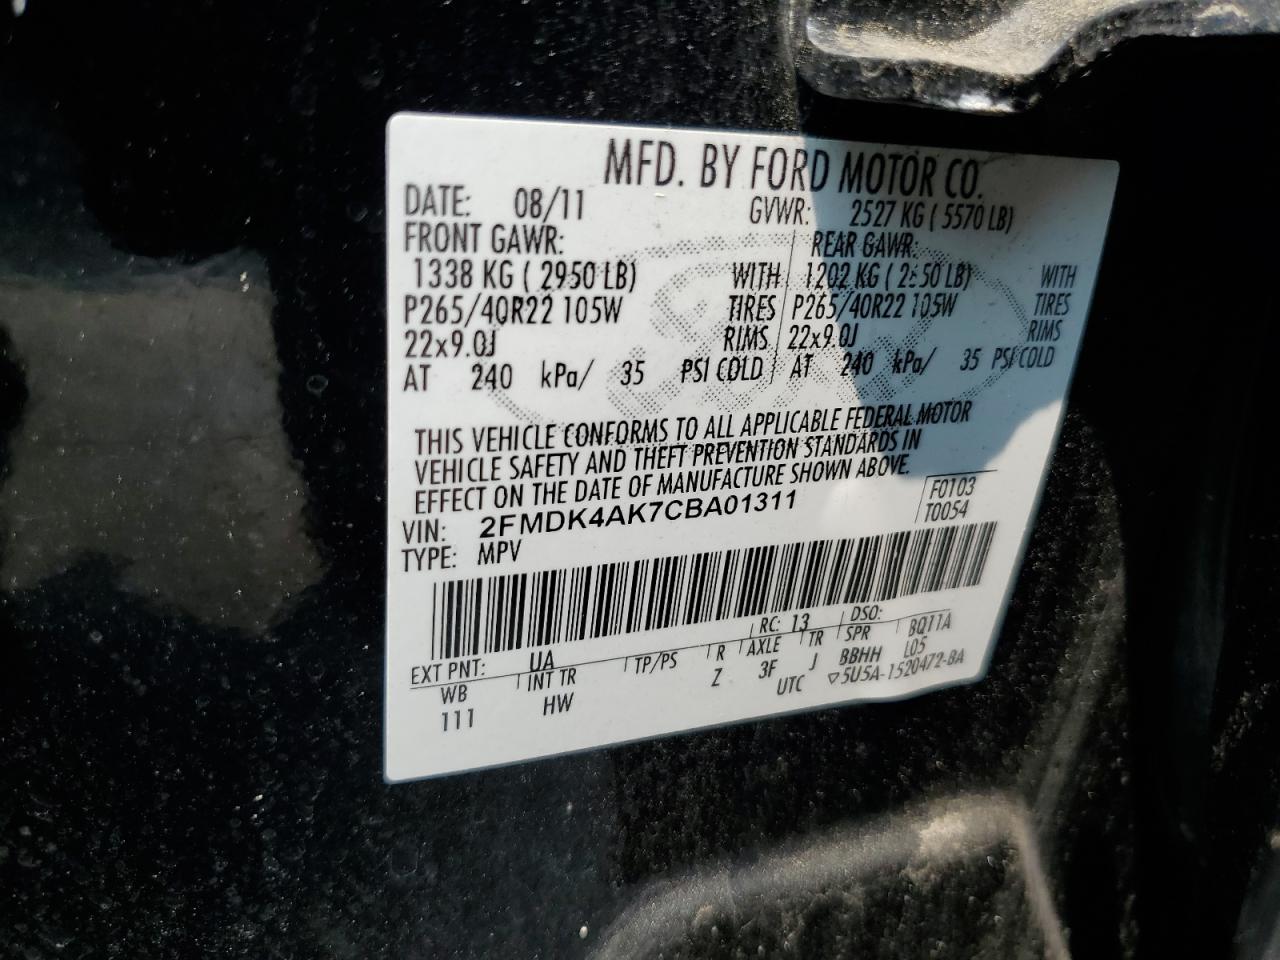 MFD. BY FORD MOTOR CO.
DATE: 08/11 GVWR: 2527 KG ( 5570 LB)
FRONT GAWR: REAR GAWR:
1338 KG ( 2950 LB) WITH 1202 KG ( 2650 LB) WITH
P265/40R22 105W TIRES P265/40R22 105W TIRES
22x9.0J RIMS 22x9.0J RIMS
AT 240 kPa/ 35 PSI COLD AT 240 kPa/ 35 PSI COLD
THIS VEHICLE CONFORMS TO ALL APPLICABLE FEDERAL MOTOR
VEHICLE SAFETY AND THEFT PREVENTION STANDARDS IN
EFFECT ON THE DATE OF MANUFACTURE SHOWN ABOVE.
VIN: 2FMDK4AK7CBA01311 F0103
TYPE: MPV T0054
EXT PNT: UA RC: 13 DSO:
WB INT TR TP/PS R AXLE TR SPR BQ11A
111 HW Z 3F J BBHH L05
UTC ▽5U5A-1520472-BA